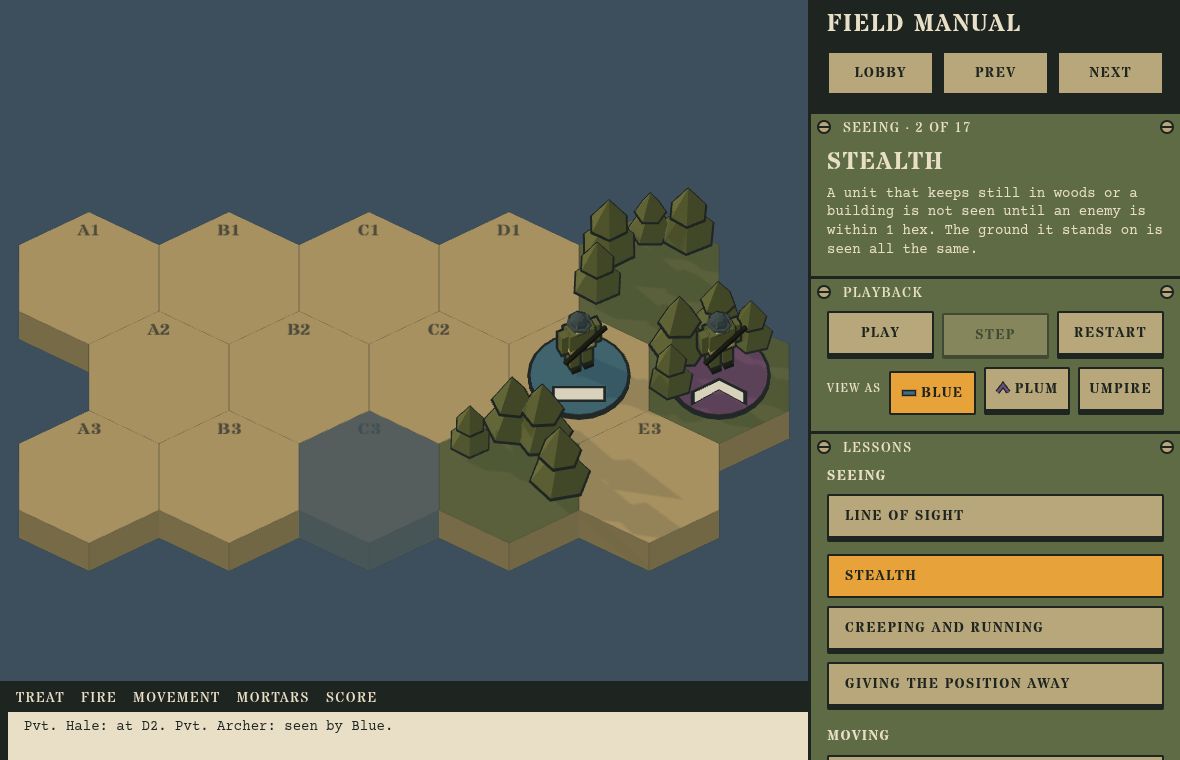 FIELD MANUAL
LOBBY
PREV
NEXT
SEEING · 2 OF 17
STEALTH
A unit that keeps still in woods or a
building is not seen until an enemy is
within 1 hex. The ground it stands on is
seen all the same.
PLAYBACK
PLAY
STEP
RESTART
VIEW AS
BLUE
PLUM
UMPIRE
LESSONS
SEEING
LINE OF SIGHT
STEALTH
CREEPING AND RUNNING
GIVING THE POSITION AWAY
MOVING
A1
B1
C1
D1
A2
B2
C2
A3
B3
C3
E3
TREAT FIRE MOVEMENT MORTARS SCORE
Pvt. Hale: at D2. Pvt. Archer: seen by Blue.